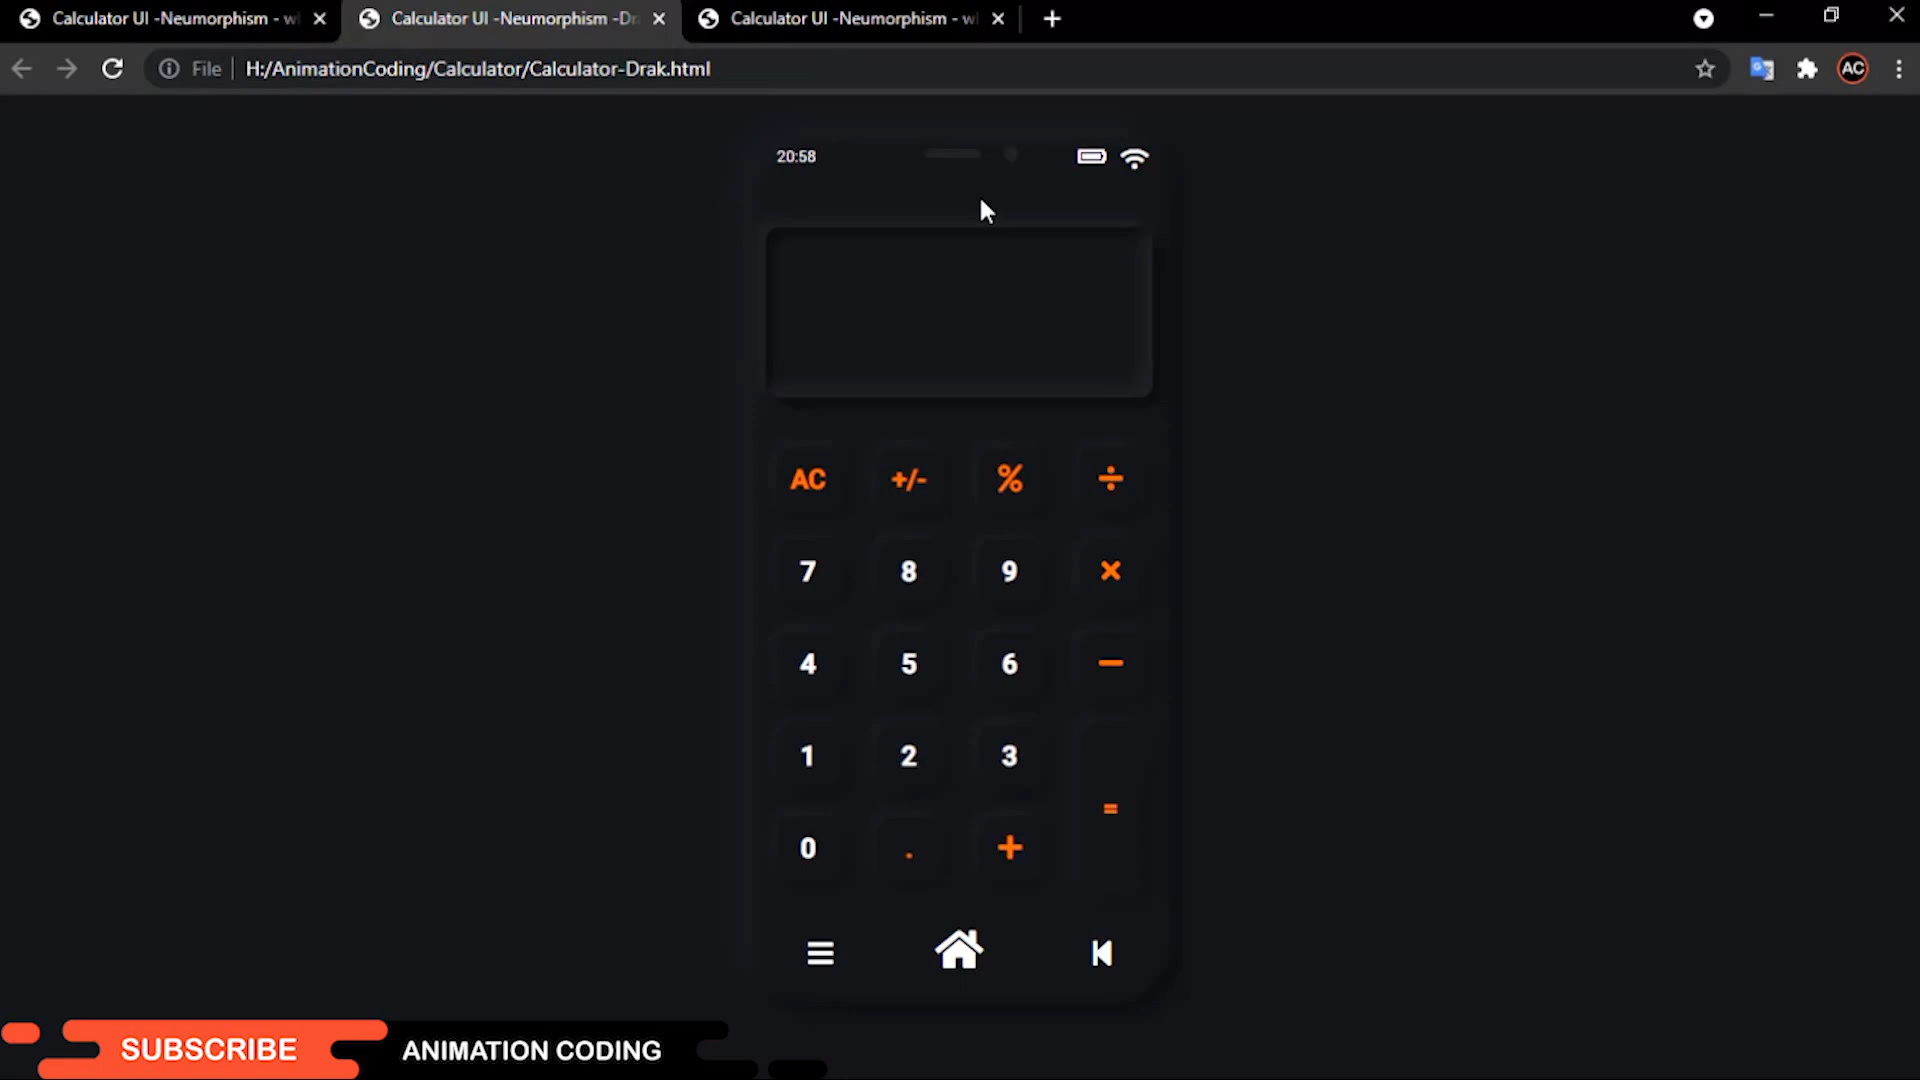 Calculator UI -Neumorphism - w
Calculator UI -Neumorphism -Dr
Calculator UI -Neumorphism - w
File
H:/AnimationCoding/Calculator/Calculator-Drak.html
AC
20:58
AC +/- % ÷
7 8 9 ×
4 5 6 −
1 2 3
=
0 . +
SUBSCRIBE
ANIMATION CODING